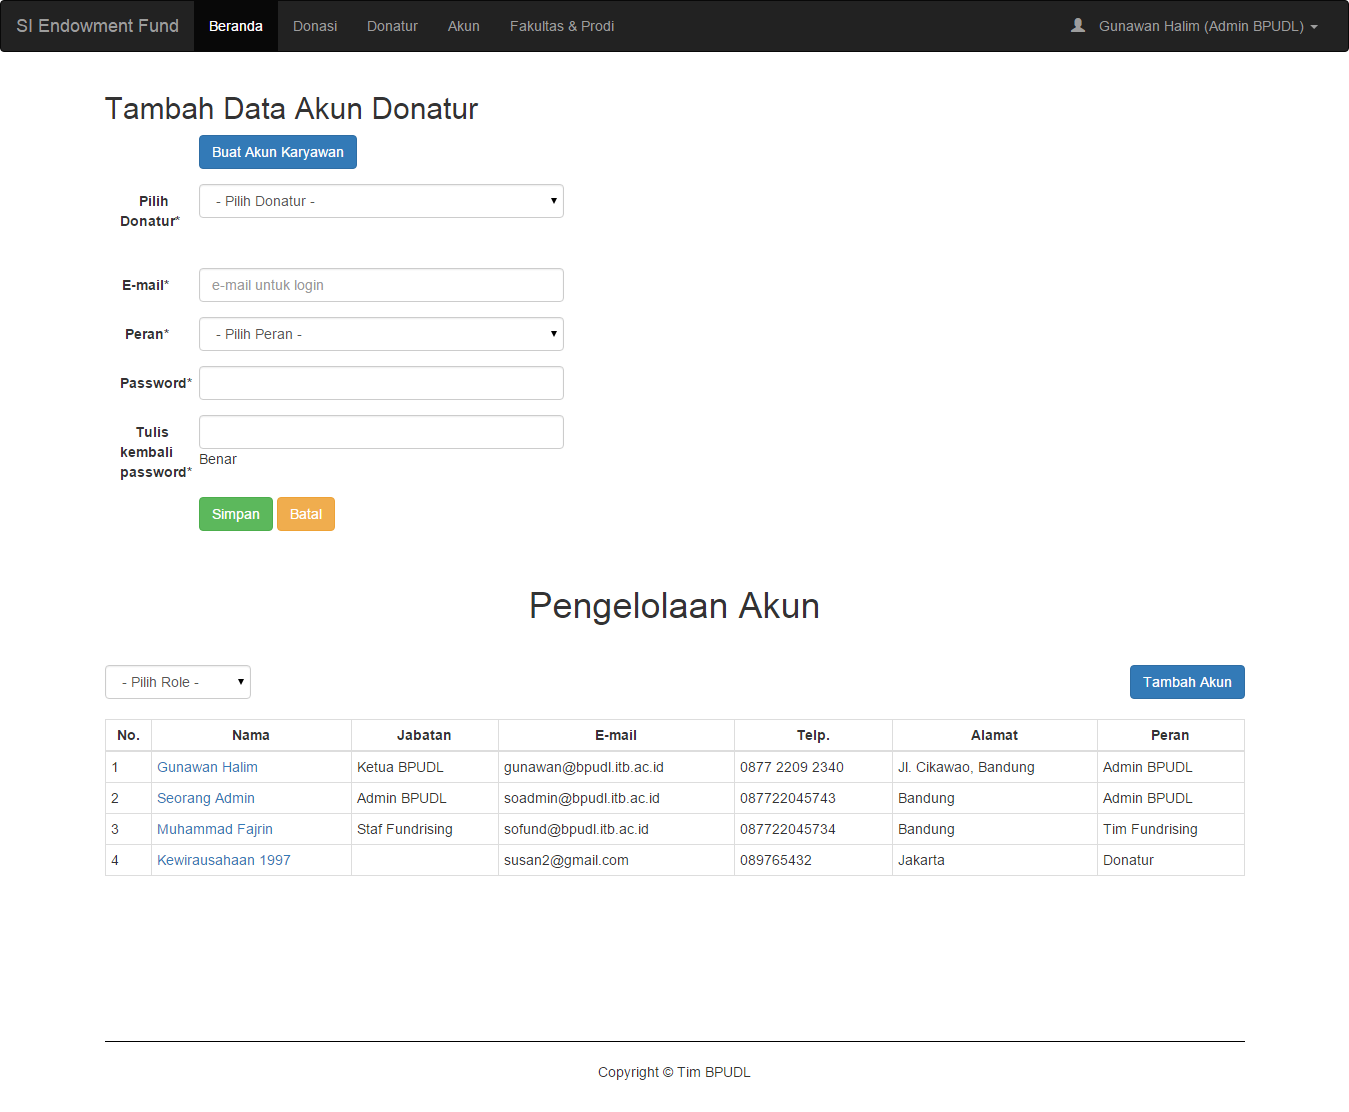 SI Endowment Fund Beranda Donasi Donatur Akun Fakultas & Prodi Gunawan Halim (Admin BPUDL)
Tambah Data Akun Donatur
Buat Akun Karyawan
Pilih Donatur* - Pilih Donatur -
E-mail* e-mail untuk login
Peran* - Pilih Peran -
Password*
Tulis
kembali
password*
Benar
Simpan Batal
Pengelolaan Akun
- Pilih Role - Tambah Akun
No. Nama Jabatan E-mail Telp. Alamat Peran
1 Gunawan Halim Ketua BPUDL gunawan@bpudl.itb.ac.id 0877 2209 2340 Jl. Cikawao, Bandung Admin BPUDL
2 Seorang Admin Admin BPUDL soadmin@bpudl.itb.ac.id 087722045743 Bandung Admin BPUDL
3 Muhammad Fajrin Staf Fundrising sofund@bpudl.itb.ac.id 087722045734 Bandung Tim Fundrising
4 Kewirausahaan 1997 susan2@gmail.com 089765432 Jakarta Donatur
Copyright © Tim BPUDL